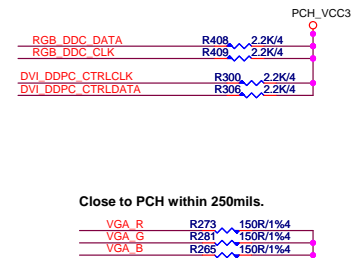 PCH_VCC3
RGB_DDC_DATA R408 2.2K/4
RGB_DDC_CLK R409 2.2K/4
DVI_DDPC_CTRLCLK R300 2.2K/4
DVI_DDPC_CTRLDATA R306 2.2K/4
Close to PCH within 250mils.
VGA_R R273 150R/1%4
VGA_G R281 150R/1%4
VGA_B R265 150R/1%4